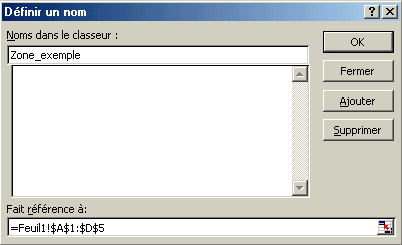 Définir un nom
Noms dans le classeur :
Zone_exemple
OK
Fermer
Ajouter
Supprimer
Fait référence à:
=Feuil1!$A$1:$D$5